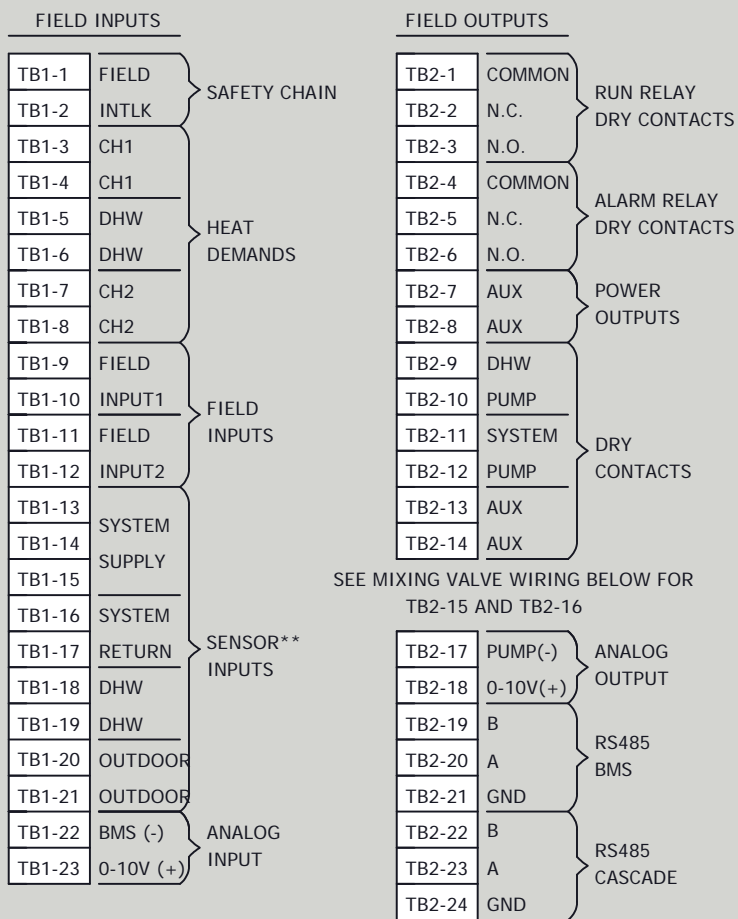 FIELD INPUTS
TB1-1 FIELD
TB1-2 INTLK
SAFETY CHAIN
TB1-3 CH1
TB1-4 CH1
TB1-5 DHW
TB1-6 DHW
TB1-7 CH2
TB1-8 CH2
HEAT
DEMANDS
TB1-9 FIELD
TB1-10 INPUT1
TB1-11 FIELD
TB1-12 INPUT2
FIELD
INPUTS
TB1-13
TB1-14
TB1-15
SYSTEM
SUPPLY
TB1-16 SYSTEM
TB1-17 RETURN
TB1-18 DHW
TB1-19 DHW
TB1-20 OUTDOOR
TB1-21 OUTDOOR
SENSOR**
INPUTS
TB1-22 BMS (-)
TB1-23 0-10V (+)
ANALOG
INPUT
FIELD OUTPUTS
TB2-1 COMMON
TB2-2 N.C.
TB2-3 N.O.
RUN RELAY
DRY CONTACTS
TB2-4 COMMON
TB2-5 N.C.
TB2-6 N.O.
ALARM RELAY
DRY CONTACTS
TB2-7 AUX
TB2-8 AUX
POWER
OUTPUTS
TB2-9 DHW
TB2-10 PUMP
TB2-11 SYSTEM
TB2-12 PUMP
TB2-13 AUX
TB2-14 AUX
DRY
CONTACTS
SEE MIXING VALVE WIRING BELOW FOR
TB2-15 AND TB2-16
TB2-17 PUMP(-)
TB2-18 0-10V(+)
ANALOG
OUTPUT
TB2-19 B
TB2-20 A
TB2-21 GND
RS485
BMS
TB2-22 B
TB2-23 A
TB2-24 GND
RS485
CASCADE